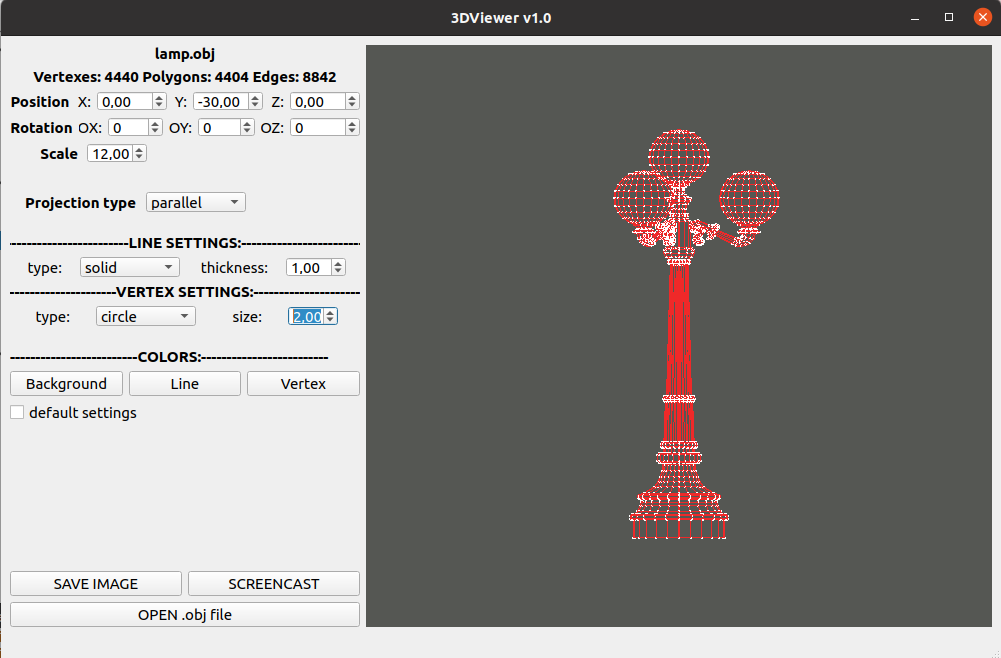 3DViewer v1.0
lamp.obj
Vertexes: 4440 Polygons: 4404 Edges: 8842
Position X: 0,00 Y: -30,00 Z: 0,00
Rotation OX: 0 OY: 0 OZ: 0
Scale 12,00
Projection type parallel
------------------------LINE SETTINGS:------------------------
type: solid thickness: 1,00
---------------------VERTEX SETTINGS:---------------------
type: circle size: 2,00
-------------------------COLORS:-------------------------
Background Line Vertex
default settings
SAVE IMAGE SCREENCAST
OPEN .obj file